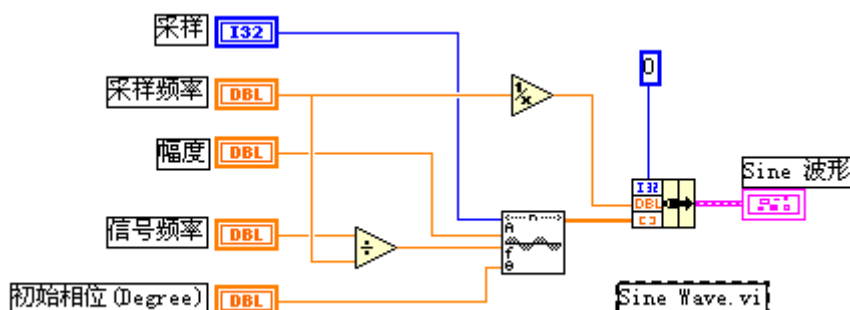 采样 I32
采样频率 DBL
1/x
0
幅度 DBL
Sine 波形
I32
DBL
n
A
信号频率 DBL
÷
f
θ
初始相位(Degree) DBL
Sine Wave.vi